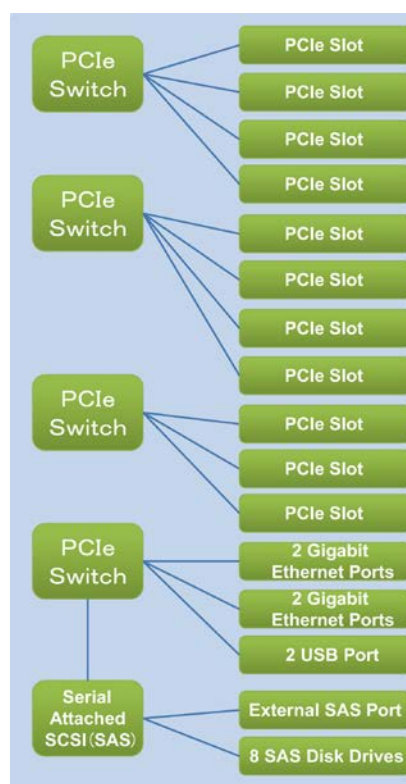 PCIe
Switch
PCIe Slot
PCIe Slot
PCIe Slot
PCIe Slot
PCIe
Switch
PCIe Slot
PCIe Slot
PCIe Slot
PCIe Slot
PCIe
Switch
PCIe Slot
PCIe Slot
PCIe Slot
PCIe
Switch
2 Gigabit
Ethernet Ports
2 Gigabit
Ethernet Ports
2 USB Port
Serial
Attached
SCSI(SAS)
External SAS Port
8 SAS Disk Drives